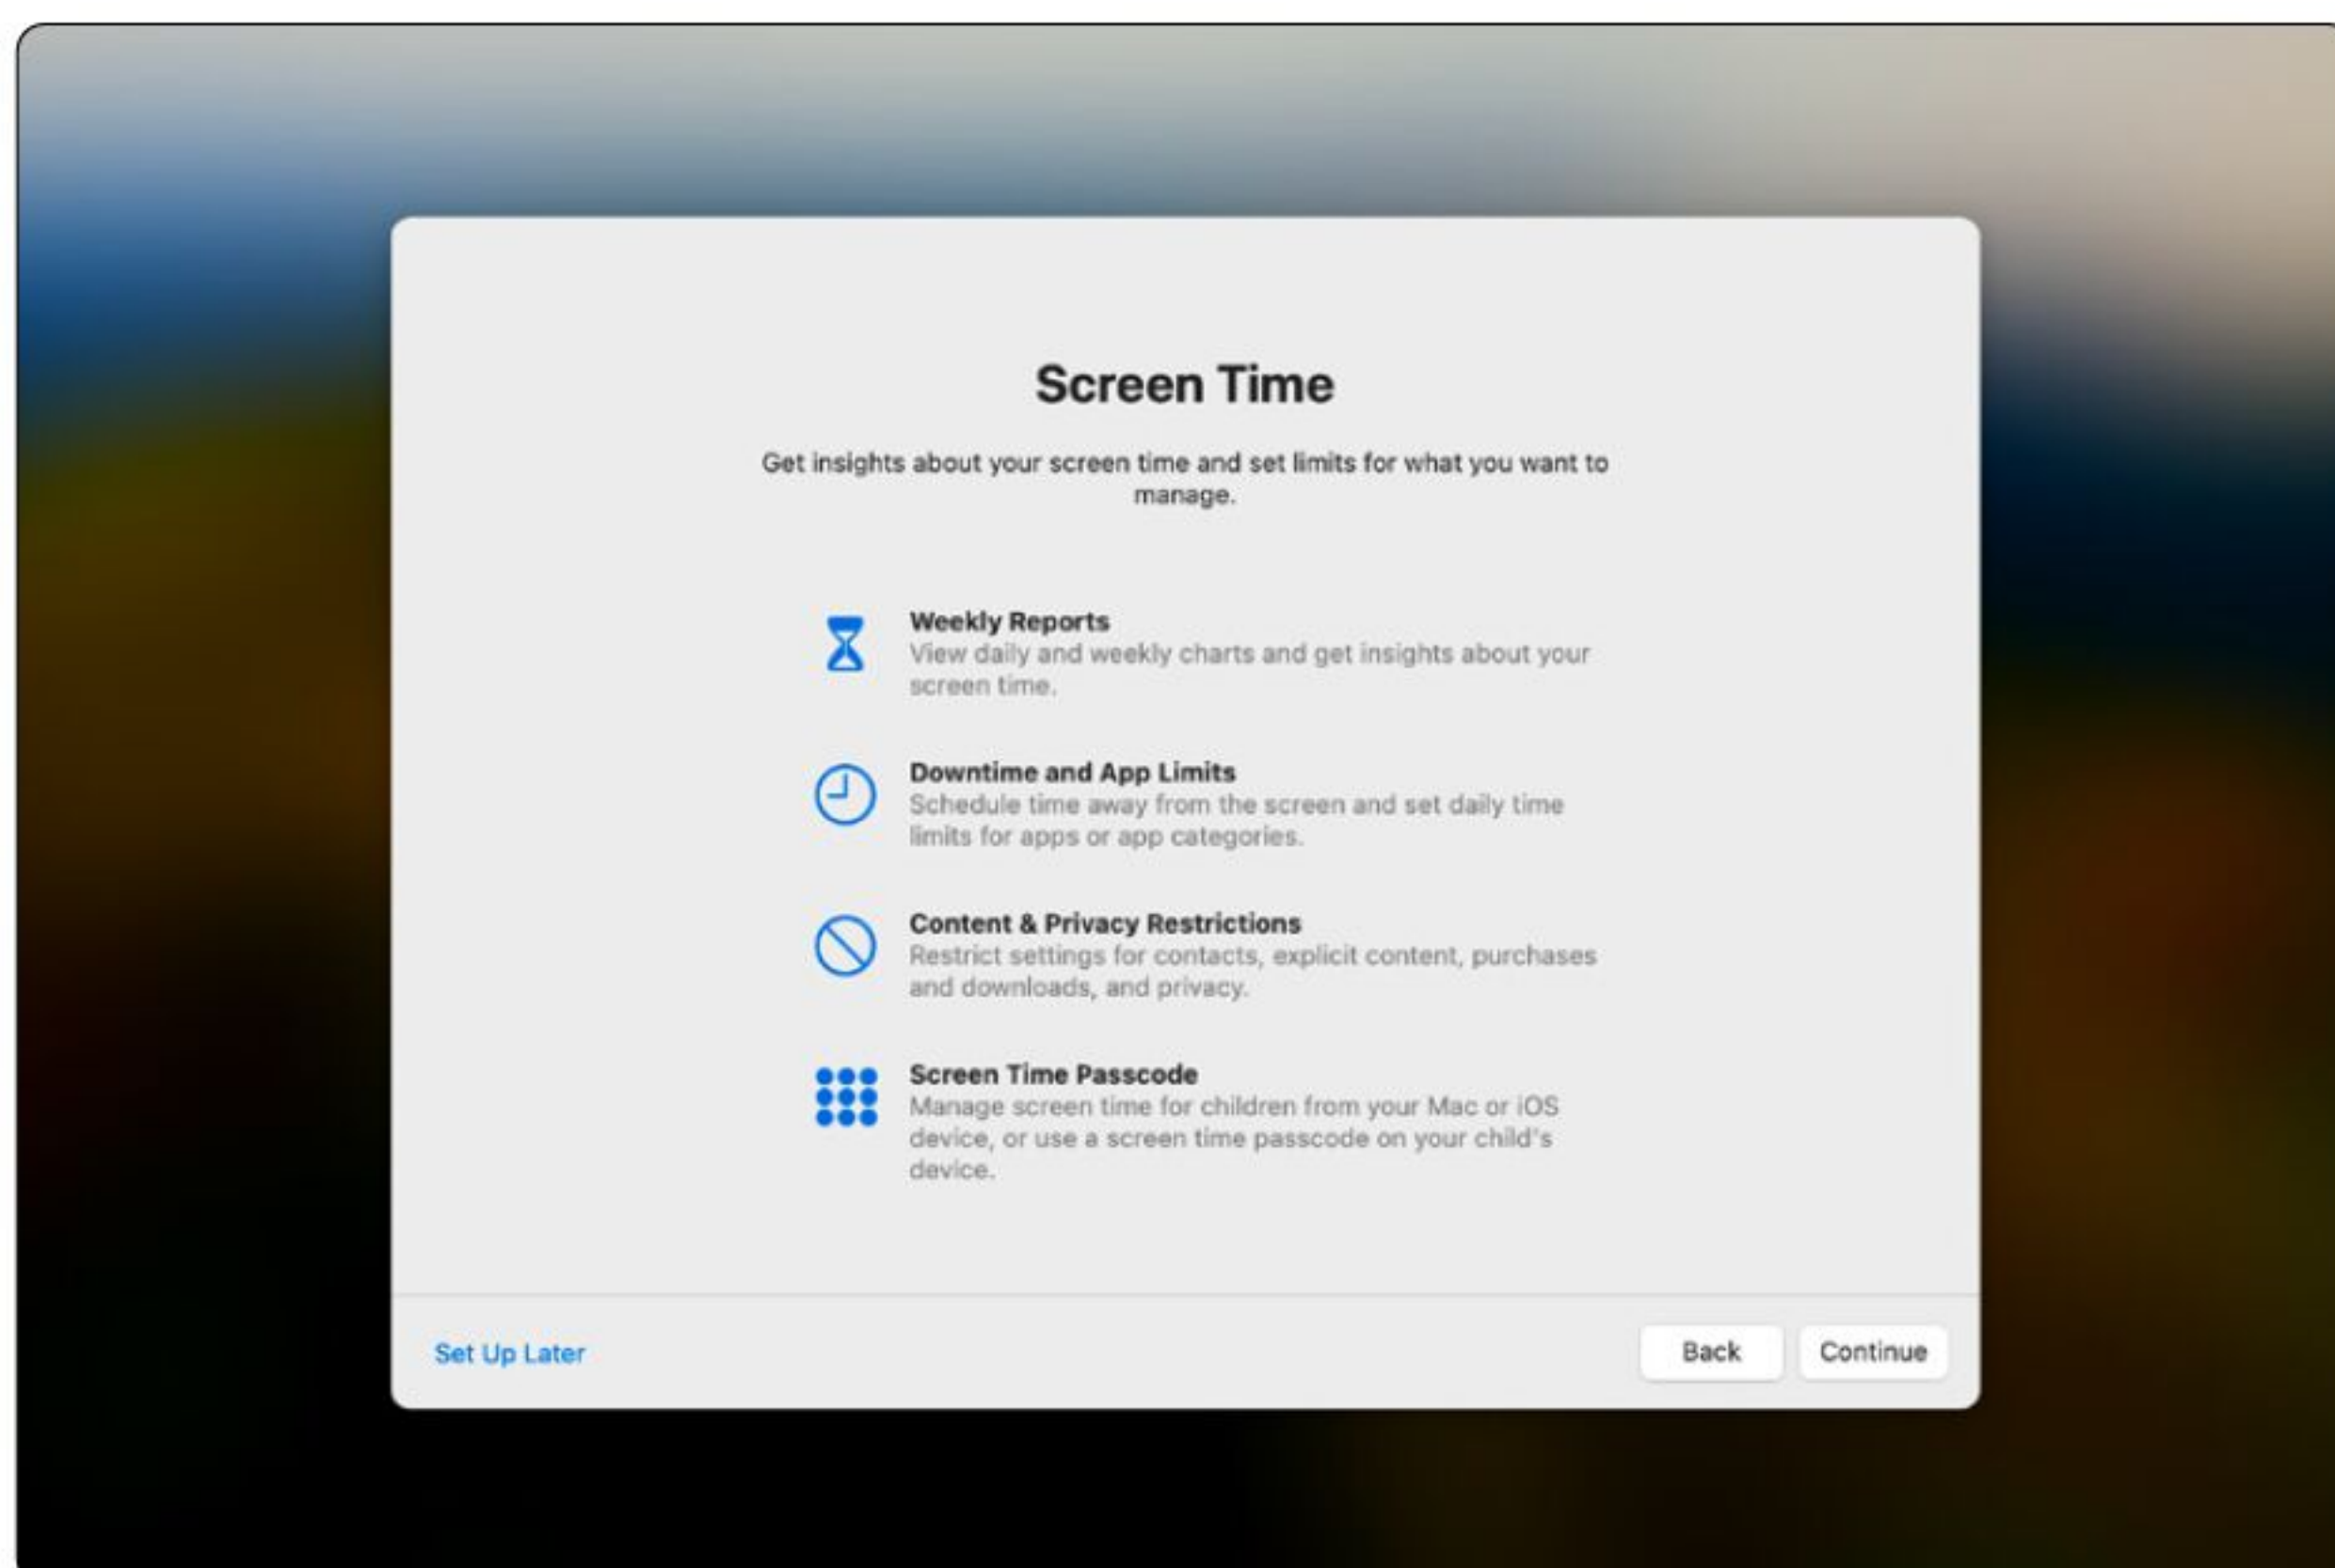 Screen Time
Get insights about your screen time and set limits for what you want to
manage.
Weekly Reports
View daily and weekly charts and get insights about your
screen time.
Downtime and App Limits
Schedule time away from the screen and set daily time
limits for apps or app categories.
Content & Privacy Restrictions
Restrict settings for contacts, explicit content, purchases
and downloads, and privacy.
Screen Time Passcode
Manage screen time for children from your Mac or iOS
device, or use a screen time passcode on your child's
device.
Set Up Later
Back
Continue